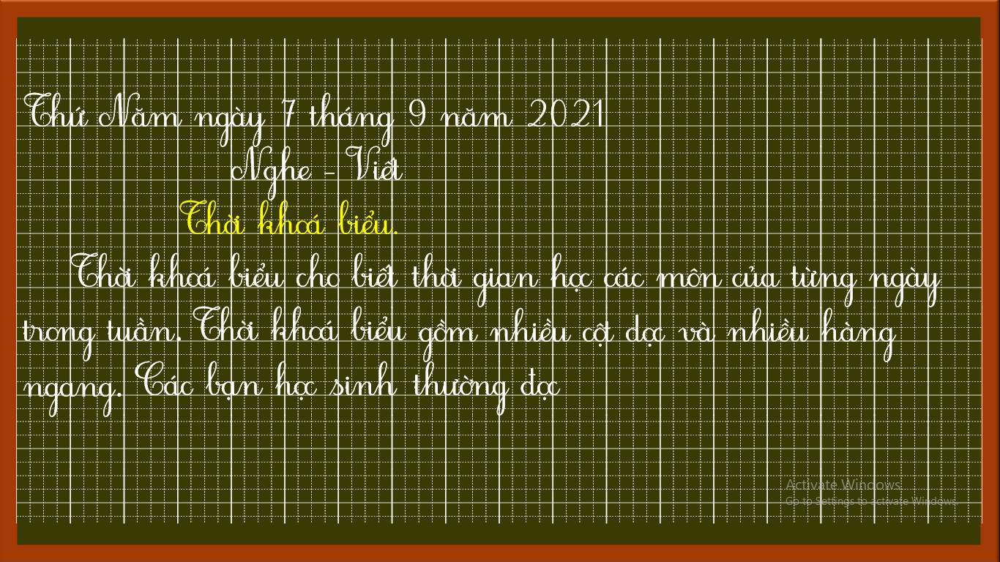 Thứ Năm ngày 7 tháng 9 năm 2021
Nghe - Viết
Thời khoá biểu.
Thời khoá biểu cho biết thời gian học các môn của từng ngày
trong tuần. Thời khoá biểu gồm nhiều cột dọc và nhiều hàng
ngang. Các bạn học sinh thường đọc
Activate Windows
Go to Settings to activate Windows.